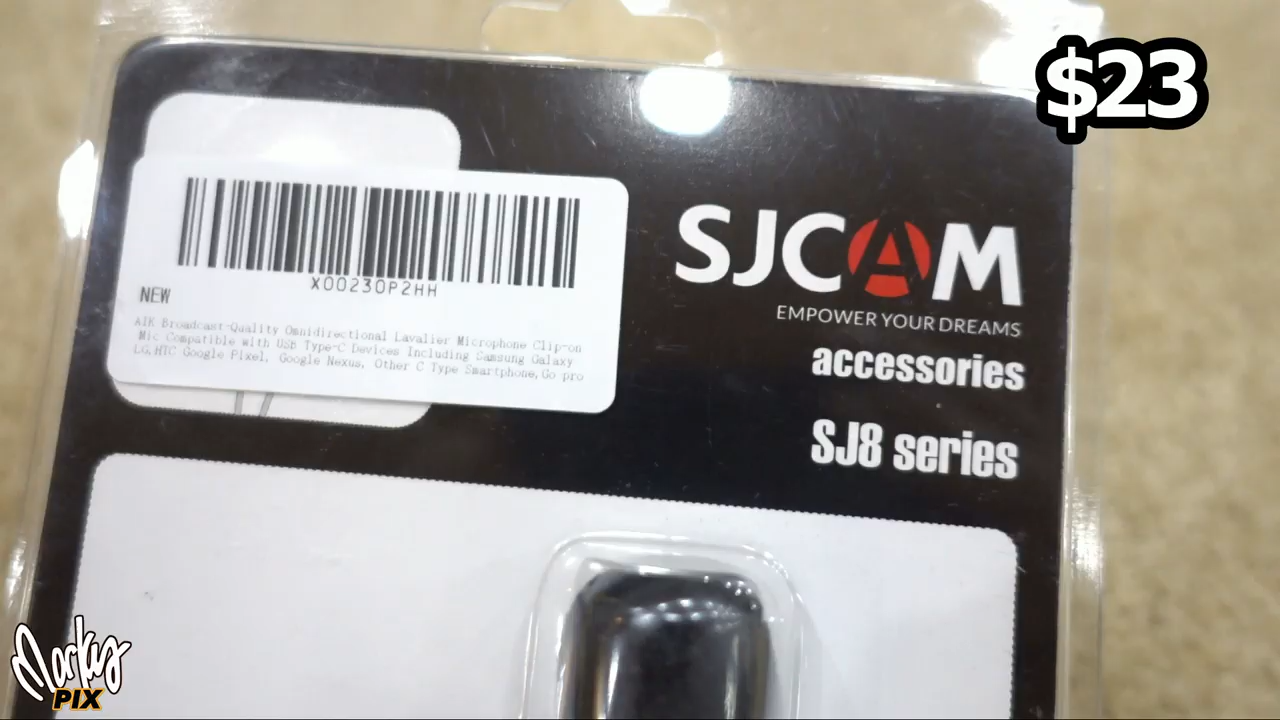 $23
X00230P2HH
NEW
AIK Broadcast-Quality Omnidirectional Lavalier Microphone Clip-on
Mic Compatible with USB Type-C Devices Including Samsung Galaxy
LG,HTC Google Pixel, Google Nexus, Other C Type Smartphone,Go pro
SJCAM
EMPOWER YOUR DREAMS
accessories
SJ8 series
Markus
PIX